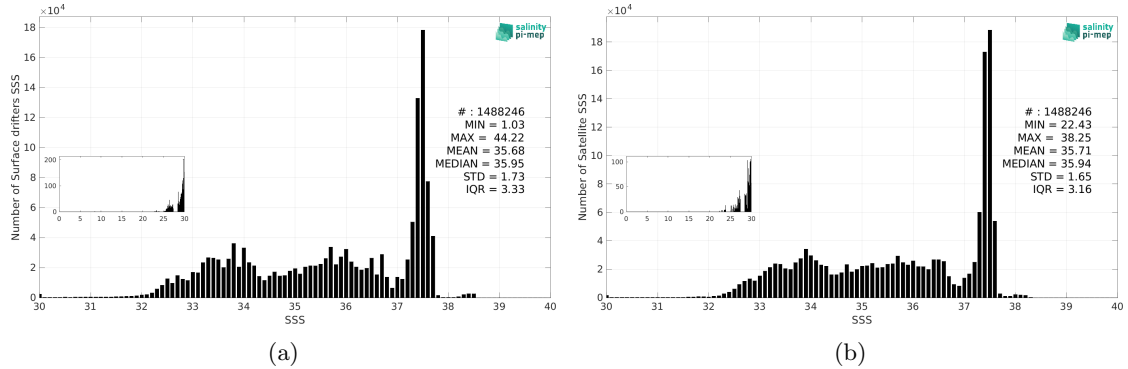 ×10⁴
salinity
pi-mep
18
16
14
12
10
8
6
4
2
0
Number of Surface drifters SSS
# : 1488246
MIN = 1.03
MAX = 44.22
MEAN = 35.68
MEDIAN = 35.95
STD = 1.73
IQR = 3.33
200
100
0
0 5 10 15 20 25 30
30 31 32 33 34 35 36 37 38 39 40
SSS
(a)
×10⁴
salinity
pi-mep
18
16
14
12
10
8
6
4
2
0
Number of Satellite SSS
# : 1488246
MIN = 22.43
MAX = 38.25
MEAN = 35.71
MEDIAN = 35.94
STD = 1.65
IQR = 3.16
100
50
0
0 5 10 15 20 25 30
30 31 32 33 34 35 36 37 38 39 40
SSS
(b)